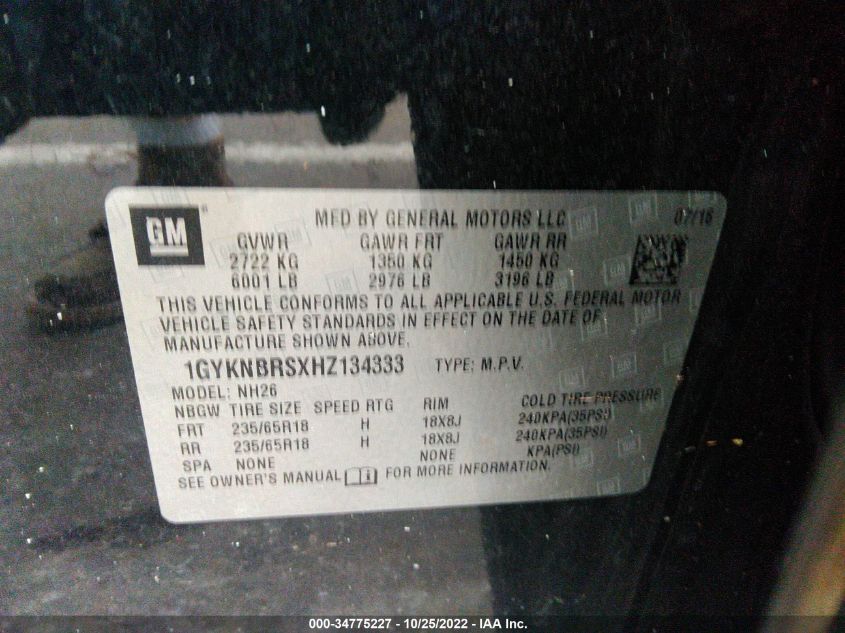 GM MFD BY GENERAL MOTORS LLC 07/16
GVWR GAWR FRT GAWR RR
2722 KG 1350 KG 1450 KG
6001 LB 2976 LB 3196 LB
THIS VEHICLE CONFORMS TO ALL APPLICABLE U.S. FEDERAL MOTOR
VEHICLE SAFETY STANDARDS IN EFFECT ON THE DATE OF
MANUFACTURE SHOWN ABOVE.
1GYKNBRSXHZ134333 TYPE: M.P.V.
MODEL: NH26
NBGW TIRE SIZE SPEED RTG RIM COLD TIRE PRESSURE
FRT 235/65R18 H 18X8J 240KPA(35PSI)
RR 235/65R18 H 18X8J 240KPA(35PSI)
SPA NONE NONE KPA(PSI)
SEE OWNER'S MANUAL FOR MORE INFORMATION.
000-34775227 - 10/25/2022 - IAA Inc.